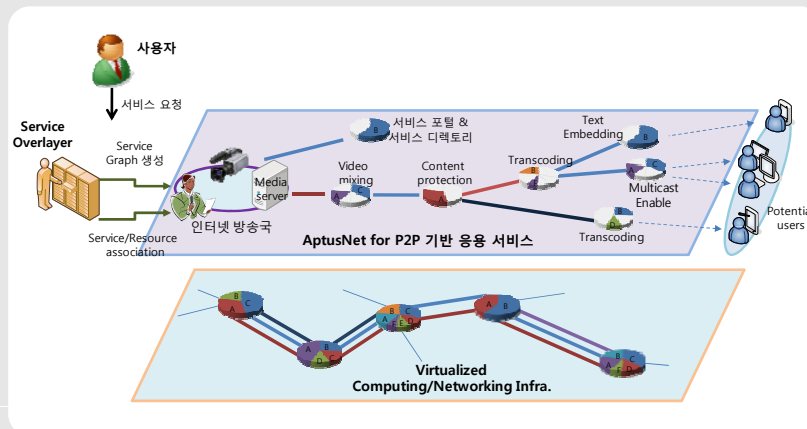 사용자
서비스 요청
Service
Overlayer
Service
Graph 생성
Service/Resource
association
Media
server
인터넷 방송국
서비스 포털 &
서비스 디렉토리
B
Video
mixing
A
C
Content
protection
A
Transcoding
B
A
Text
Embedding
B
C
A
Multicast
Enable
B
D
Transcoding
Potential
users
AptusNet for P2P 기반 응용 서비스
B
C
A
A
B
D
C
B
C
A
D
E
F
A
B
B
C
A
F
D
Virtualized
Computing/Networking Infra.